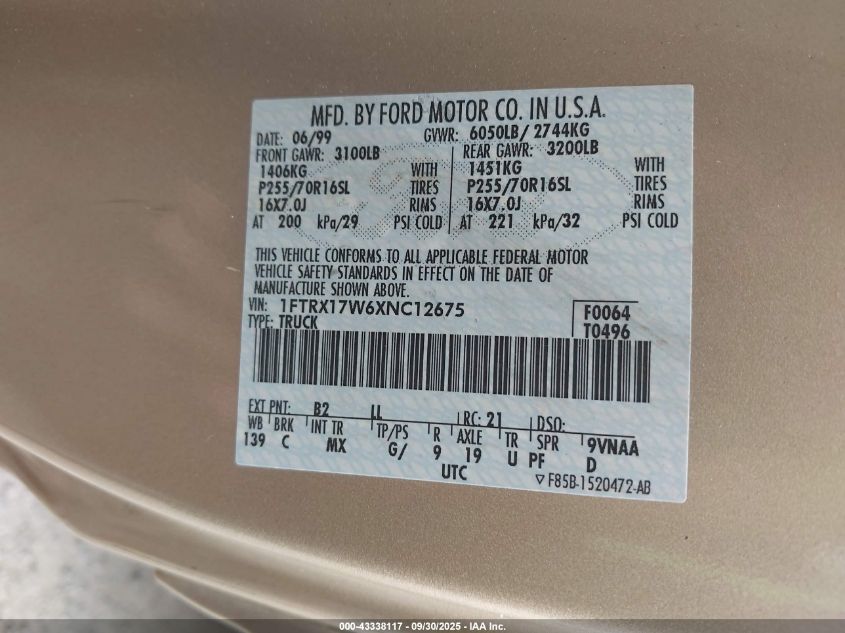 MFD. BY FORD MOTOR CO. IN U.S.A.
DATE: 06/99 GVWR: 6050LB/ 2744KG
FRONT GAWR: 3100LB REAR GAWR: 3200LB
1406KG WITH 1451KG WITH
P255/70R16SL TIRES P255/70R16SL TIRES
16X7.0J RIMS 16X7.0J RIMS
AT 200 kPa/29 PSI COLD AT 221 kPa/32 PSI COLD
THIS VEHICLE CONFORMS TO ALL APPLICABLE FEDERAL MOTOR
VEHICLE SAFETY STANDARDS IN EFFECT ON THE DATE OF
MANUFACTURE SHOWN ABOVE.
VIN: 1FTRX17W6XNC12675 F0064
TYPE: TRUCK T0496
EXT PNT: B2 LL RC: 21 DSO:
WB BRK INT TR TP/PS R AXLE TR SPR 9VNAA
139 C MX G/ 9 19 U PF D
UTC
▽F85B-1520472-AB
000-43338117 - 09/30/2025 - IAA Inc.